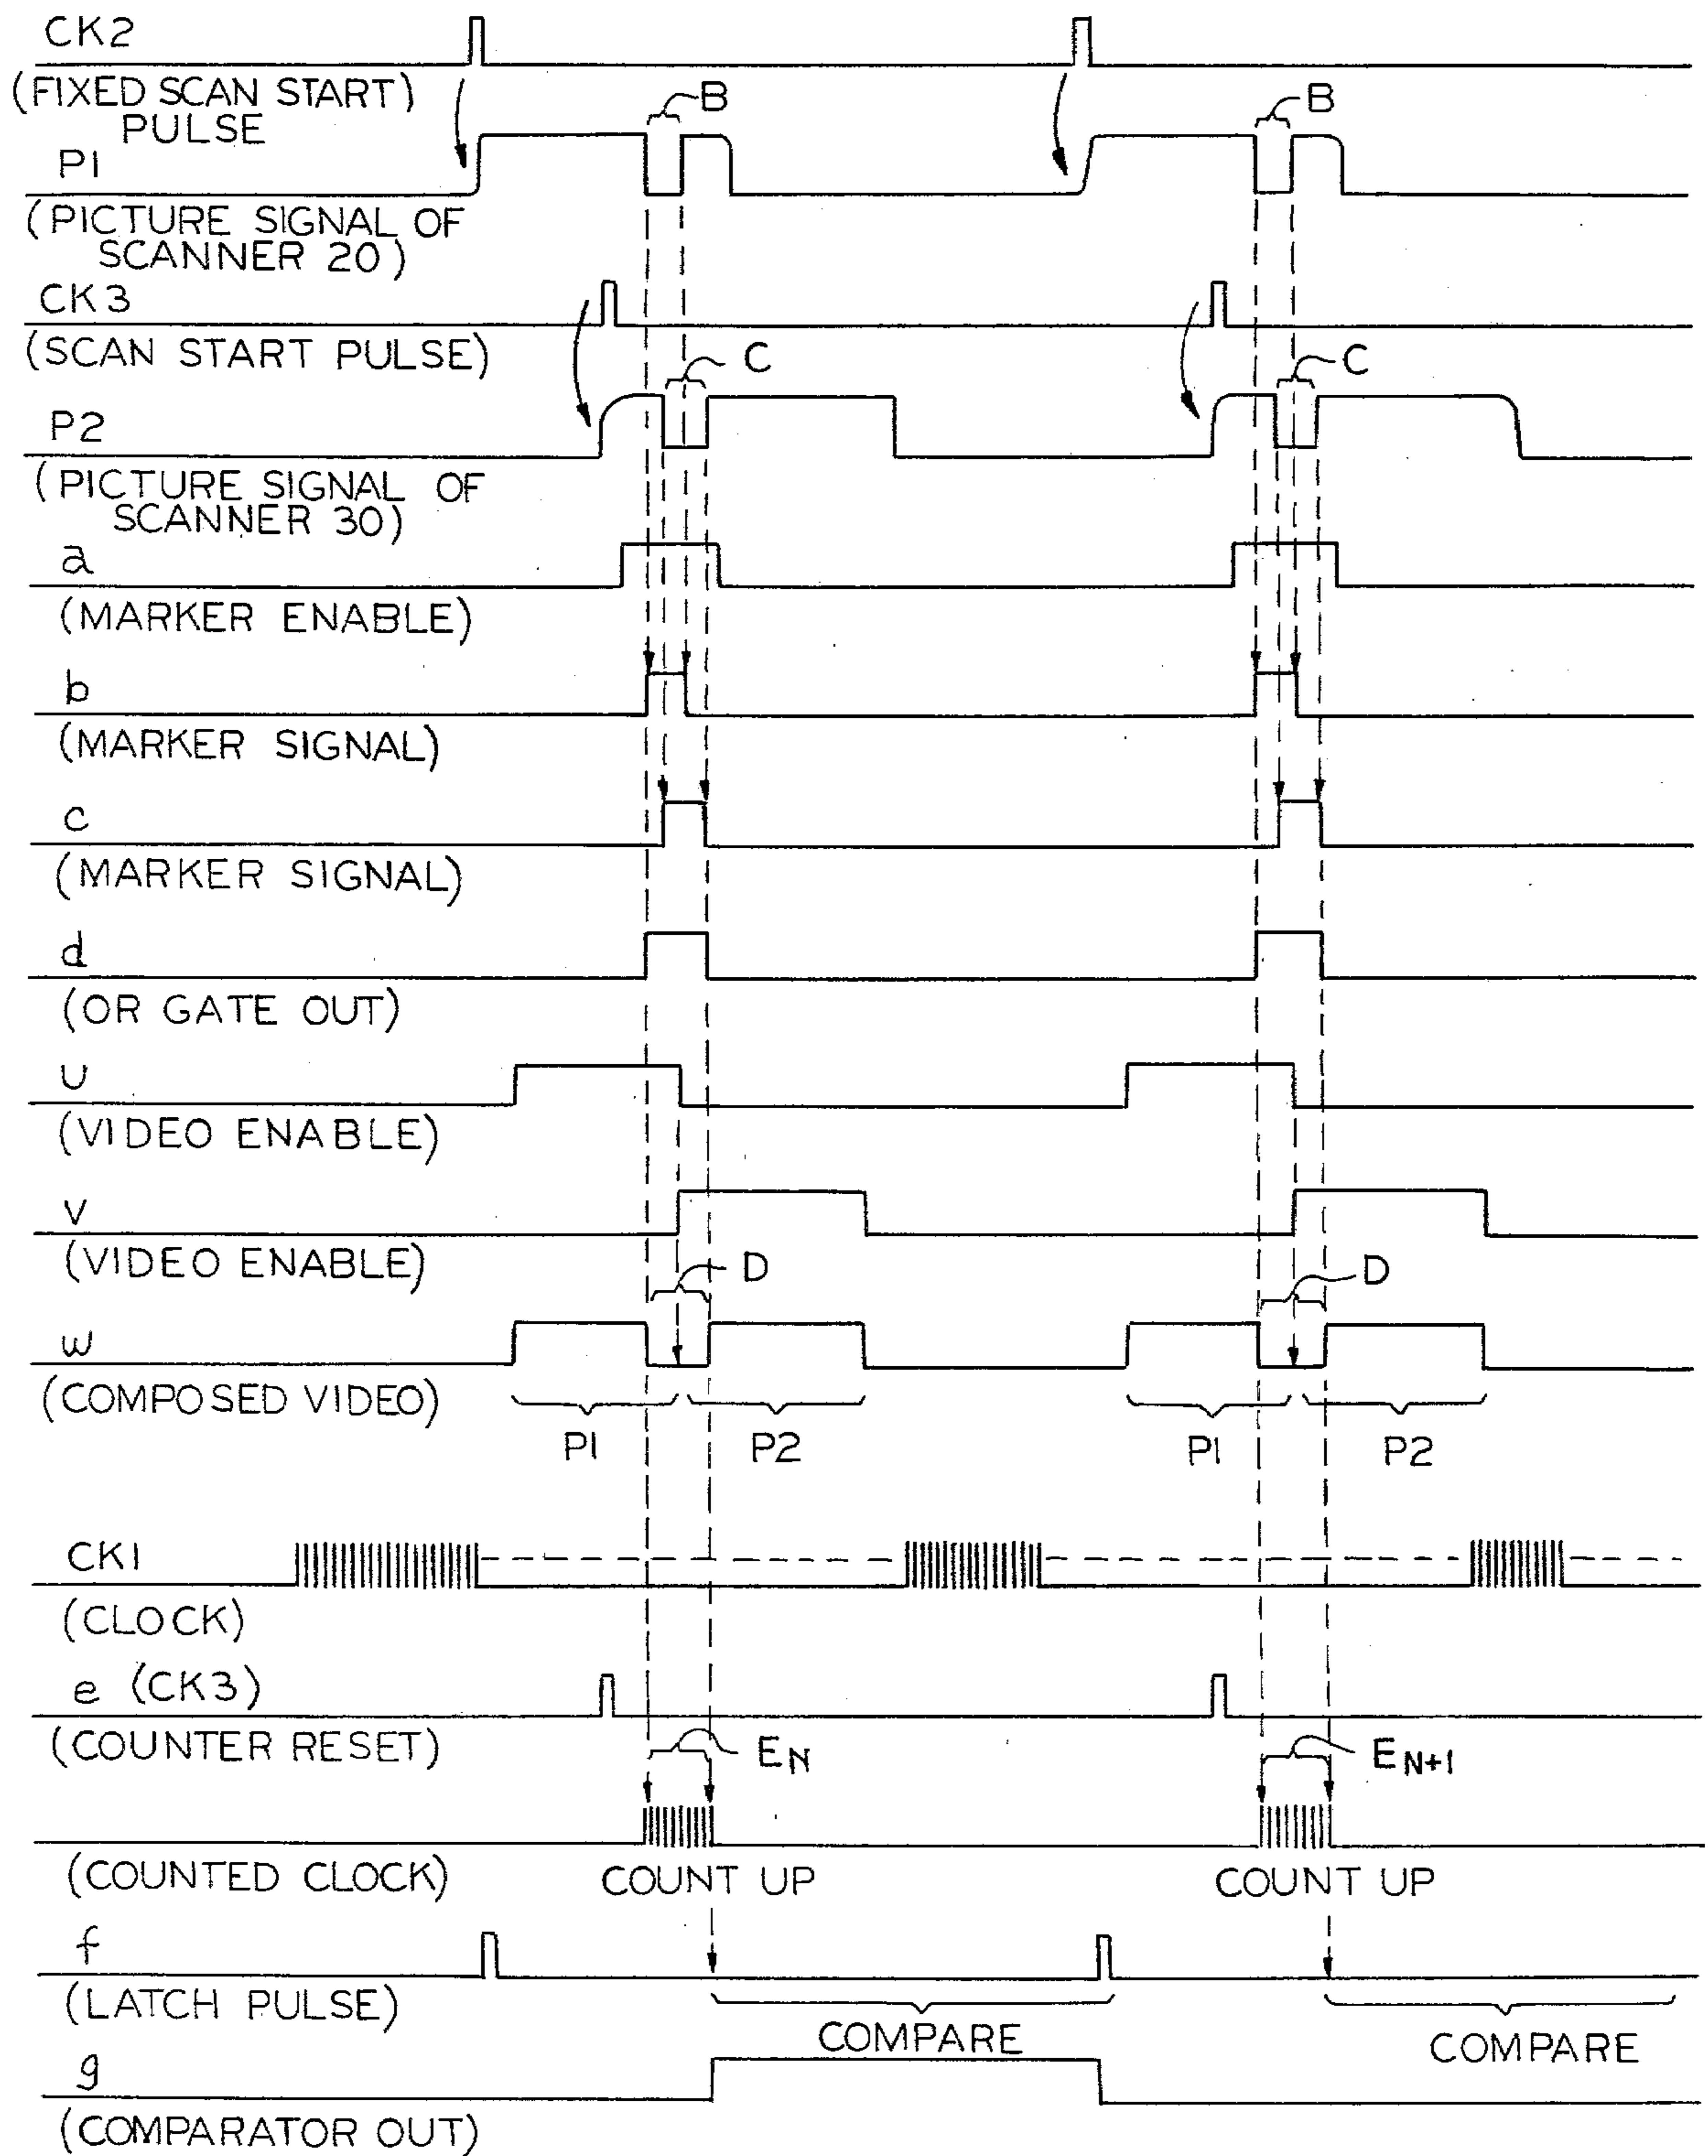 CK2
(FIXED SCAN START)
PULSE
B
B
P1
(PICTURE SIGNAL OF
SCANNER 20)
CK3
(SCAN START PULSE)
C
C
P2
(PICTURE SIGNAL OF
SCANNER 30)
a
(MARKER ENABLE)
b
(MARKER SIGNAL)
c
(MARKER SIGNAL)
d
(OR GATE OUT)
U
(VIDEO ENABLE)
V
(VIDEO ENABLE)
D
D
W
(COMPOSED VIDEO)
P1 P2 P1 P2
CK1
(CLOCK)
e (CK3)
(COUNTER RESET)
EN
EN+1
(COUNTED CLOCK)
COUNT UP
COUNT UP
f
(LATCH PULSE)
COMPARE
COMPARE
g
(COMPARATOR OUT)